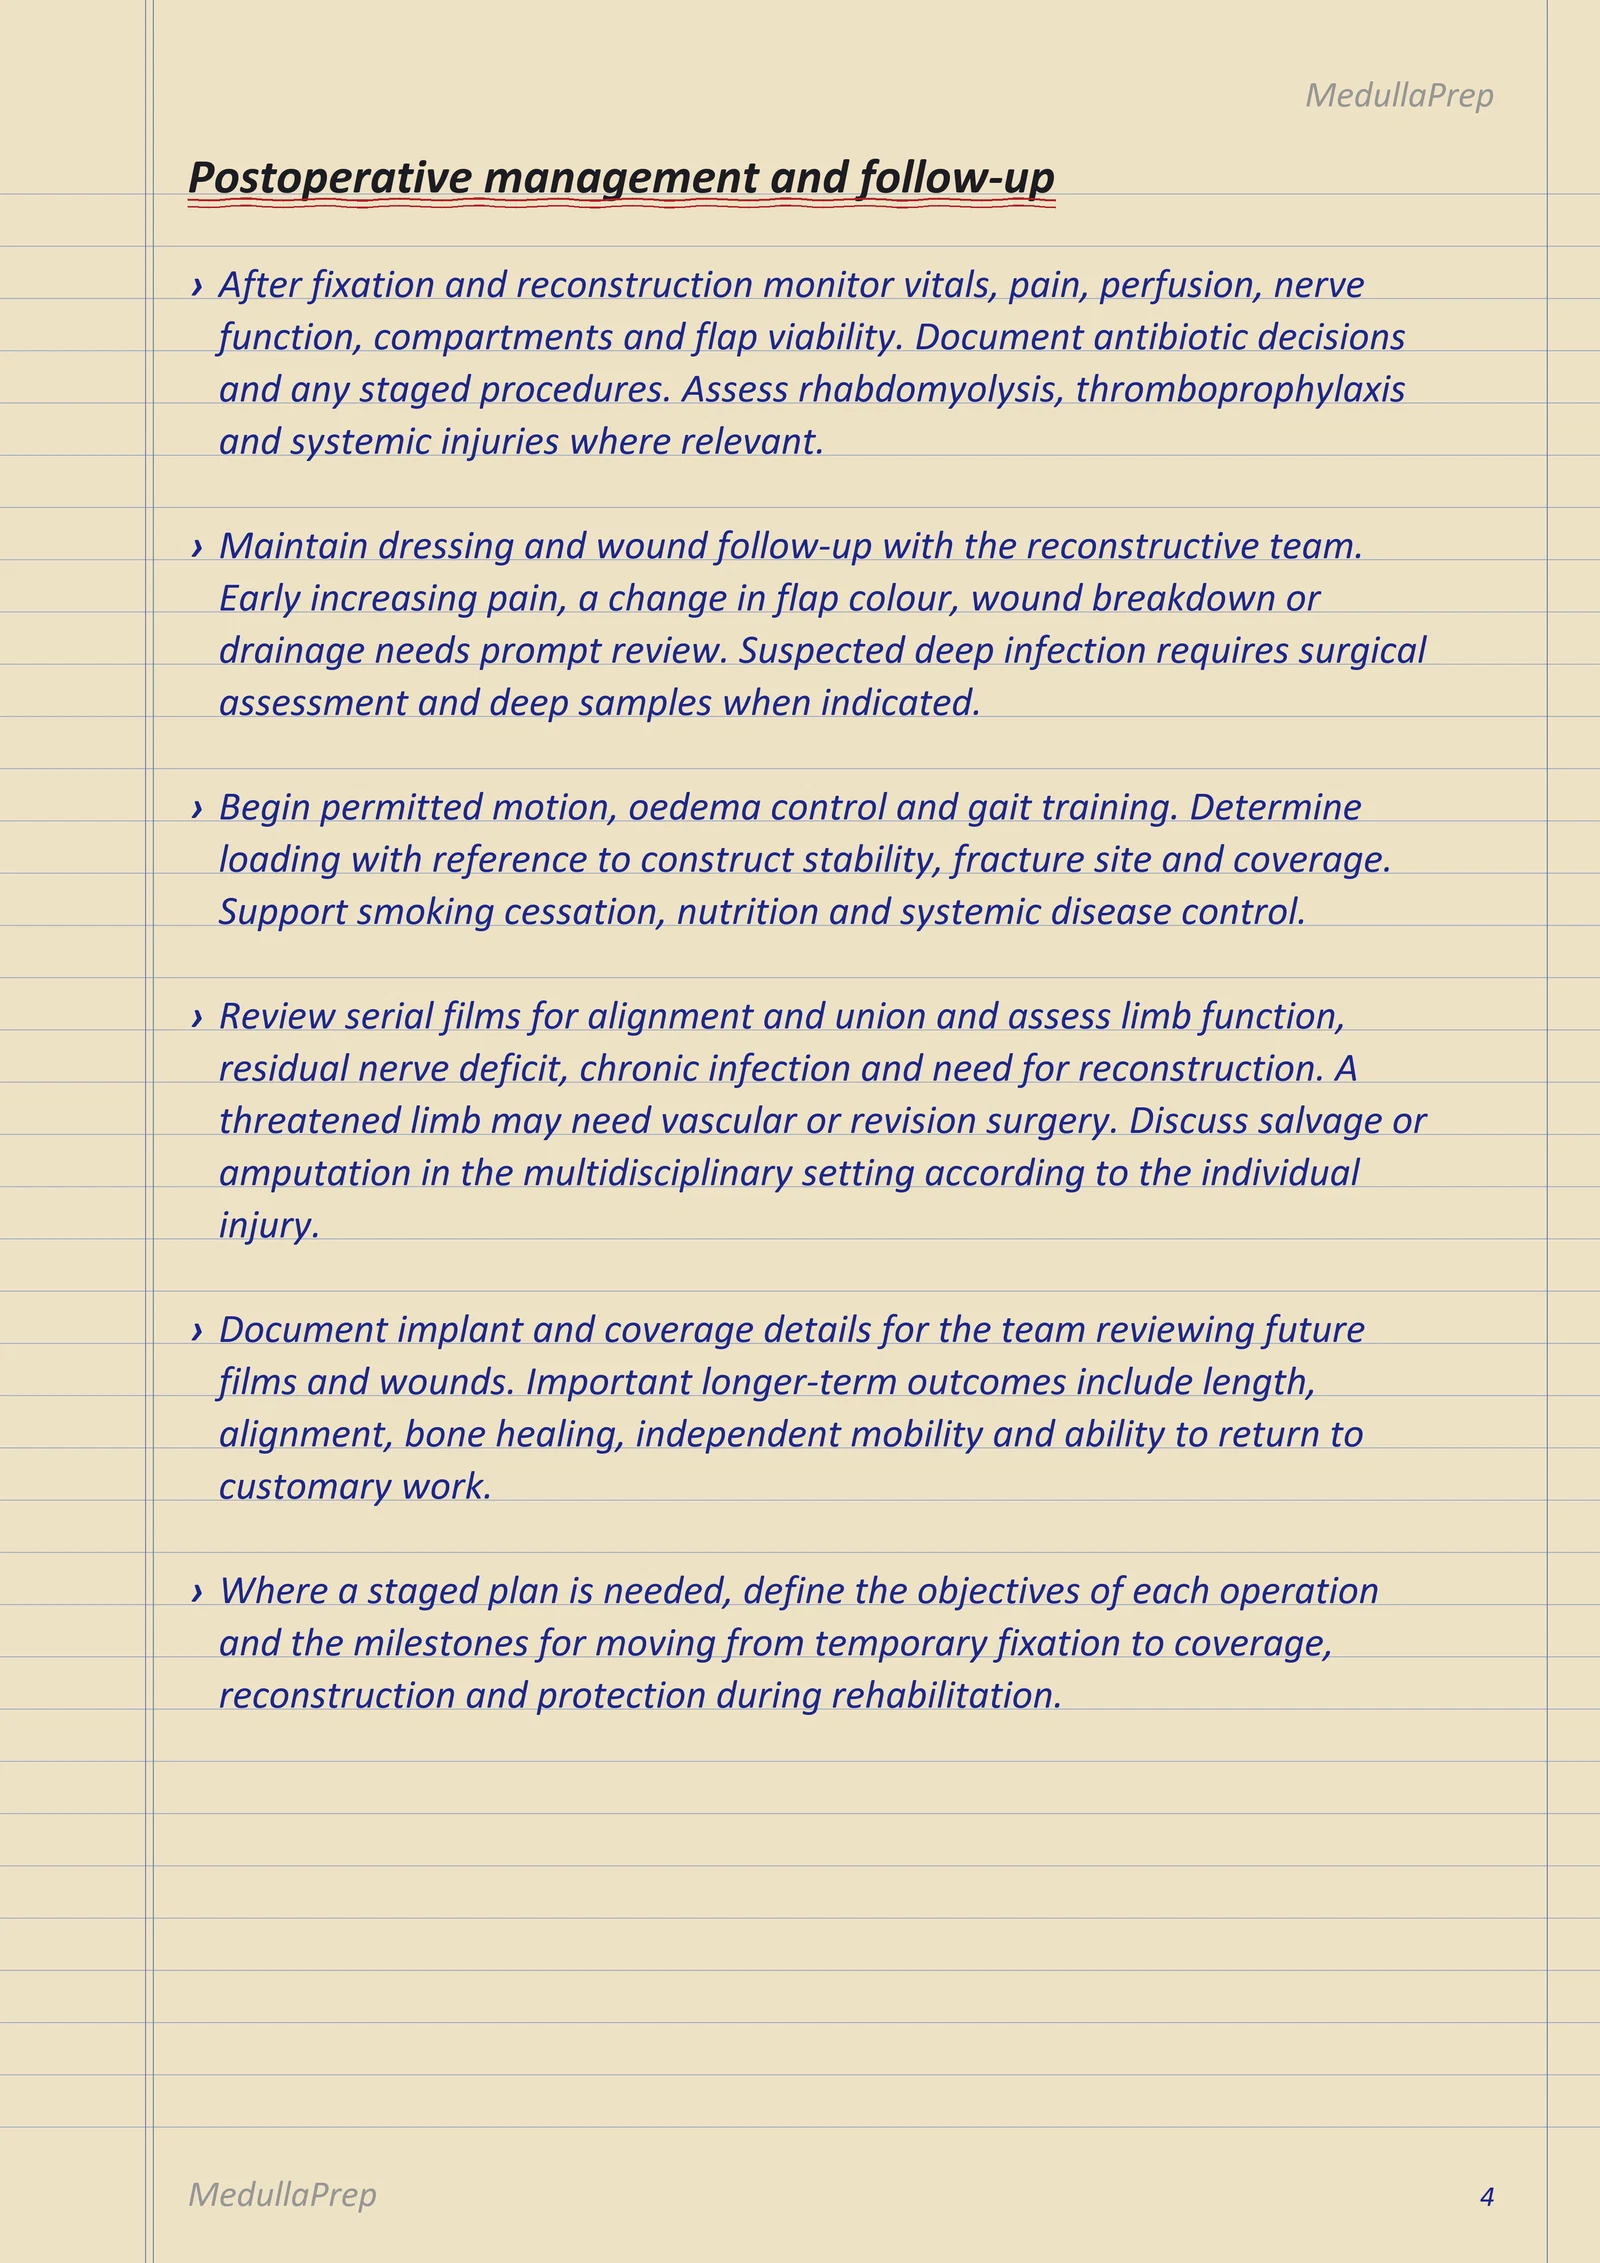 MedullaPrep
Postoperative management and follow-up
› After fixation and reconstruction monitor vitals, pain, perfusion, nerve
function, compartments and flap viability. Document antibiotic decisions
and any staged procedures. Assess rhabdomyolysis, thromboprophylaxis
and systemic injuries where relevant.
› Maintain dressing and wound follow-up with the reconstructive team.
Early increasing pain, a change in flap colour, wound breakdown or
drainage needs prompt review. Suspected deep infection requires surgical
assessment and deep samples when indicated.
› Begin permitted motion, oedema control and gait training. Determine
loading with reference to construct stability, fracture site and coverage.
Support smoking cessation, nutrition and systemic disease control.
› Review serial films for alignment and union and assess limb function,
residual nerve deficit, chronic infection and need for reconstruction. A
threatened limb may need vascular or revision surgery. Discuss salvage or
amputation in the multidisciplinary setting according to the individual
injury.
› Document implant and coverage details for the team reviewing future
films and wounds. Important longer-term outcomes include length,
alignment, bone healing, independent mobility and ability to return to
customary work.
› Where a staged plan is needed, define the objectives of each operation
and the milestones for moving from temporary fixation to coverage,
reconstruction and protection during rehabilitation.
MedullaPrep
4